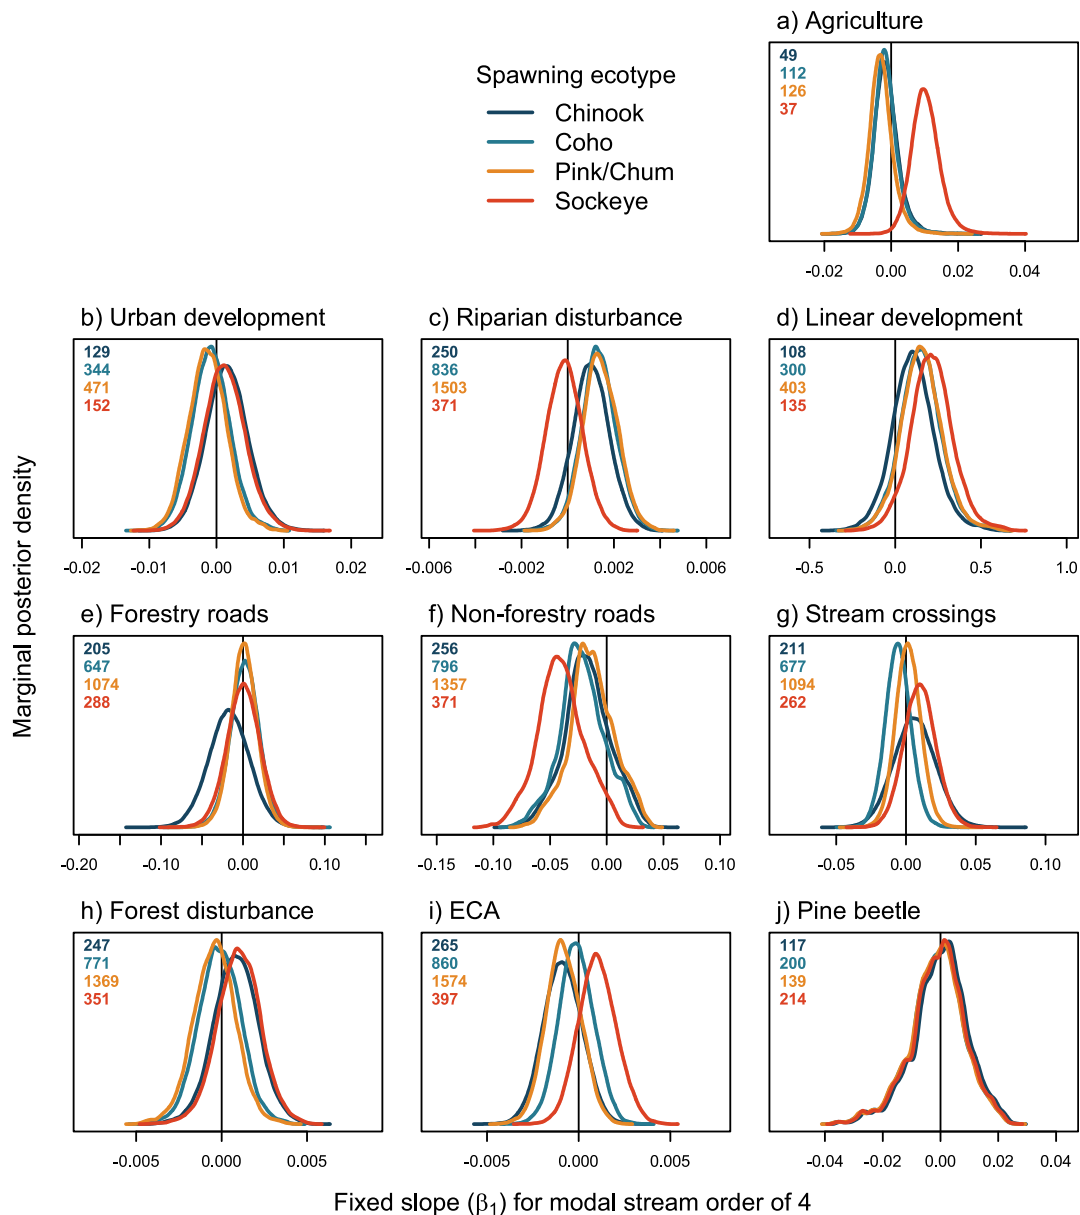 a) Agriculture
Spawning ecotype
Chinook
Coho
Pink/Chum
Sockeye
49
112
126
37
-0.02 0.00 0.02 0.04
b) Urban development
129
344
471
152
-0.02 -0.01 0.00 0.01 0.02
c) Riparian disturbance
250
836
1503
371
-0.006 -0.002 0.002 0.006
d) Linear development
108
300
403
135
-0.5 0.0 0.5 1.0
Marginal posterior density
e) Forestry roads
205
647
1074
288
-0.20 -0.10 0.00 0.10
f) Non-forestry roads
256
796
1357
371
-0.15 -0.10 -0.05 0.00 0.05 0.10
g) Stream crossings
211
677
1094
262
-0.05 0.00 0.05 0.10
h) Forest disturbance
247
771
1369
351
-0.005 0.000 0.005
i) ECA
265
860
1574
397
-0.005 0.000 0.005
j) Pine beetle
117
200
139
214
-0.04 -0.02 0.00 0.02 0.04
Fixed slope (β₁) for modal stream order of 4